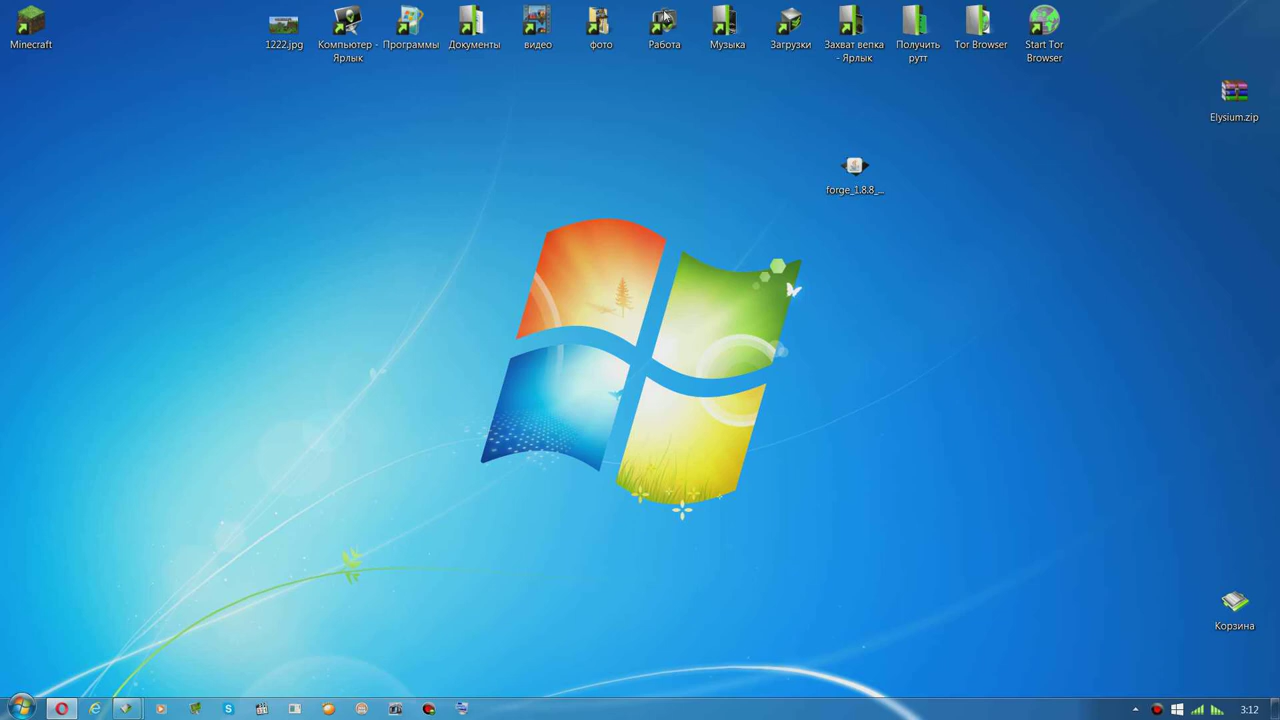 Minecraft
1222.jpg
Компьютер -
Ярлык
Программы
Документы
видео
фото
Работа
Музыка
Загрузки
Захват вепка
- Ярлык
Получить
рутт
Tor Browser
Start Tor
Browser
Elysium.zip
forge_1.8.8_...
Корзина
3:12